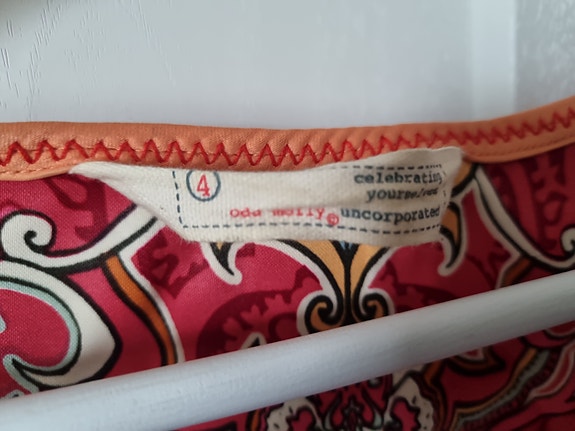 4
celebrating
odd molly
uncorporated